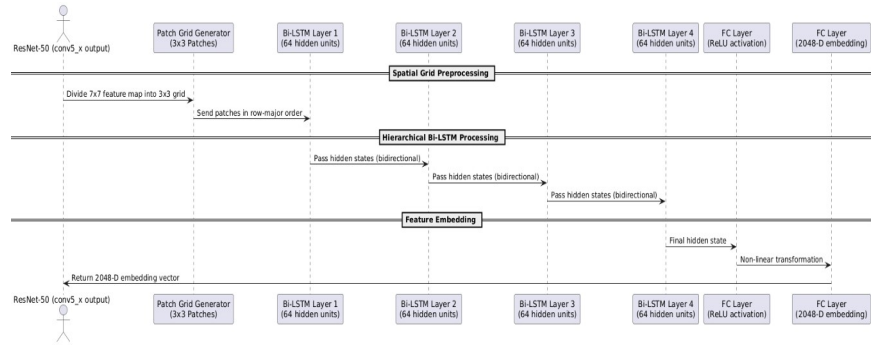 ResNet-50 (conv5_x output)
Patch Grid Generator
(3x3 Patches)
Bi-LSTM Layer 1
(64 hidden units)
Bi-LSTM Layer 2
(64 hidden units)
Bi-LSTM Layer 3
(64 hidden units)
Bi-LSTM Layer 4
(64 hidden units)
FC Layer
(ReLU activation)
FC Layer
(2048-D embedding)
Spatial Grid Preprocessing
Divide 7x7 feature map into 3x3 grid
Send patches in row-major order
Hierarchical Bi-LSTM Processing
Pass hidden states (bidirectional)
Pass hidden states (bidirectional)
Pass hidden states (bidirectional)
Feature Embedding
Final hidden state
Non-linear transformation
Return 2048-D embedding vector
ResNet-50 (conv5_x output)
Patch Grid Generator
(3x3 Patches)
Bi-LSTM Layer 1
(64 hidden units)
Bi-LSTM Layer 2
(64 hidden units)
Bi-LSTM Layer 3
(64 hidden units)
Bi-LSTM Layer 4
(64 hidden units)
FC Layer
(ReLU activation)
FC Layer
(2048-D embedding)